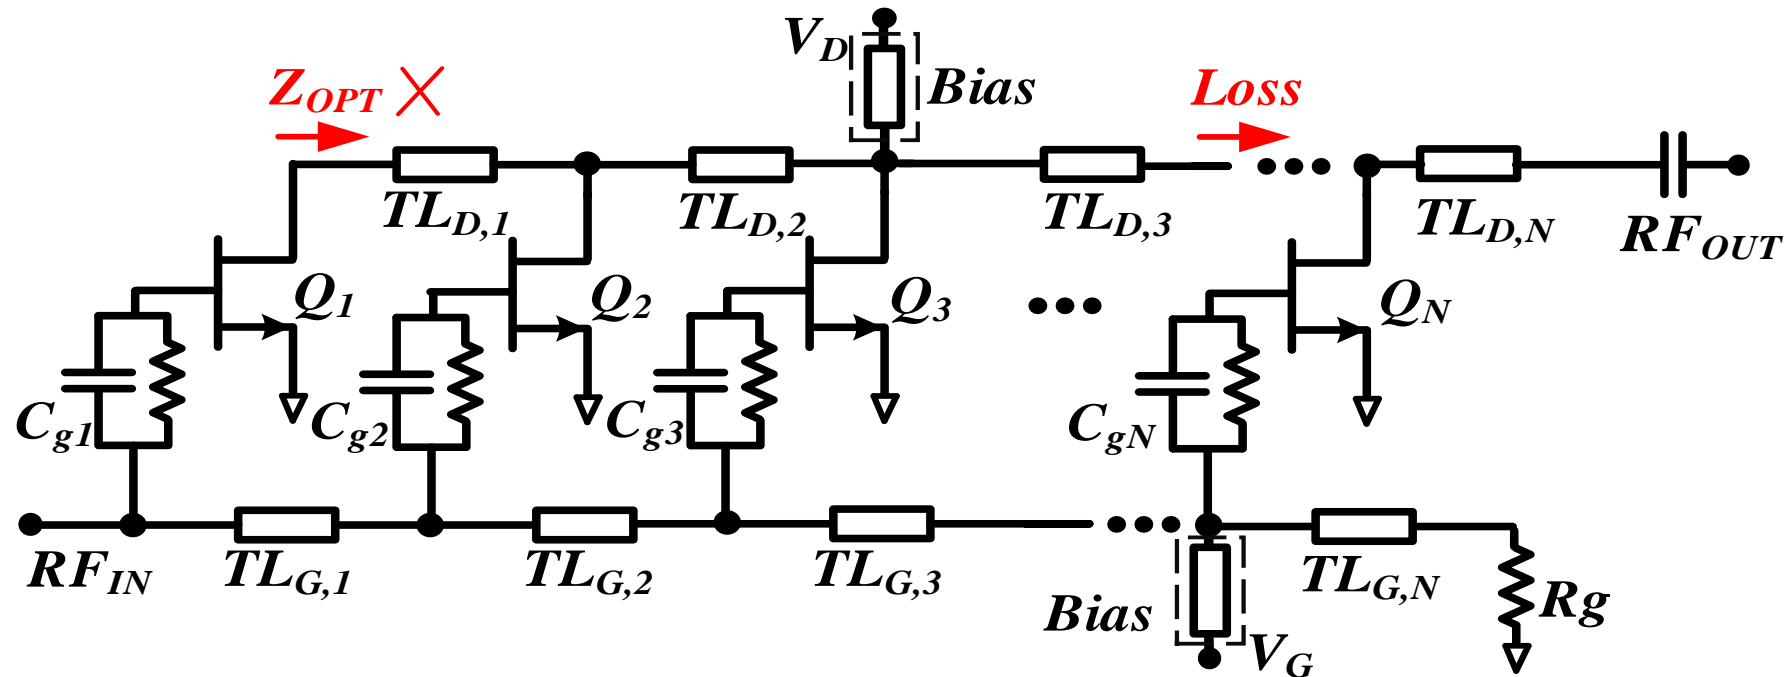 V_D
Z_OPT
Bias
Loss
TL_D,1
TL_D,2
TL_D,3
TL_D,N
RF_OUT
Q_1
Q_2
Q_3
Q_N
C_g1
C_g2
C_g3
C_gN
RF_IN
TL_G,1
TL_G,2
TL_G,3
TL_G,N
Rg
Bias
V_G